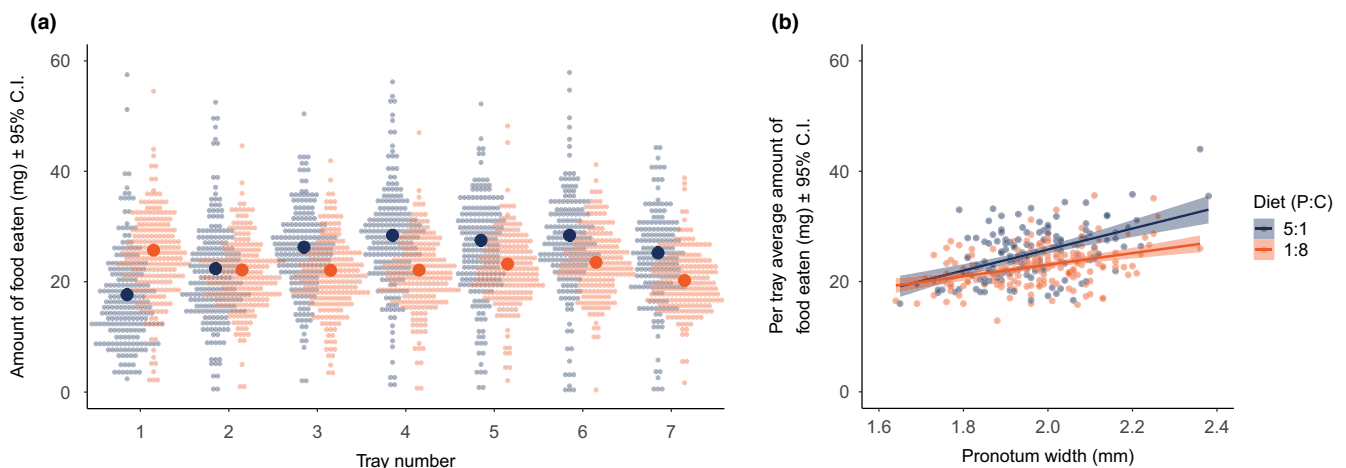 (a)
Amount of food eaten (mg) ± 95% C.I.
60
40
20
0
1 2 3 4 5 6 7
Tray number
(b)
Per tray average amount of
food eaten (mg) ± 95% C.I.
60
40
20
0
1.6 1.8 2.0 2.2 2.4
Pronotum width (mm)
Diet (P:C)
5:1
1:8